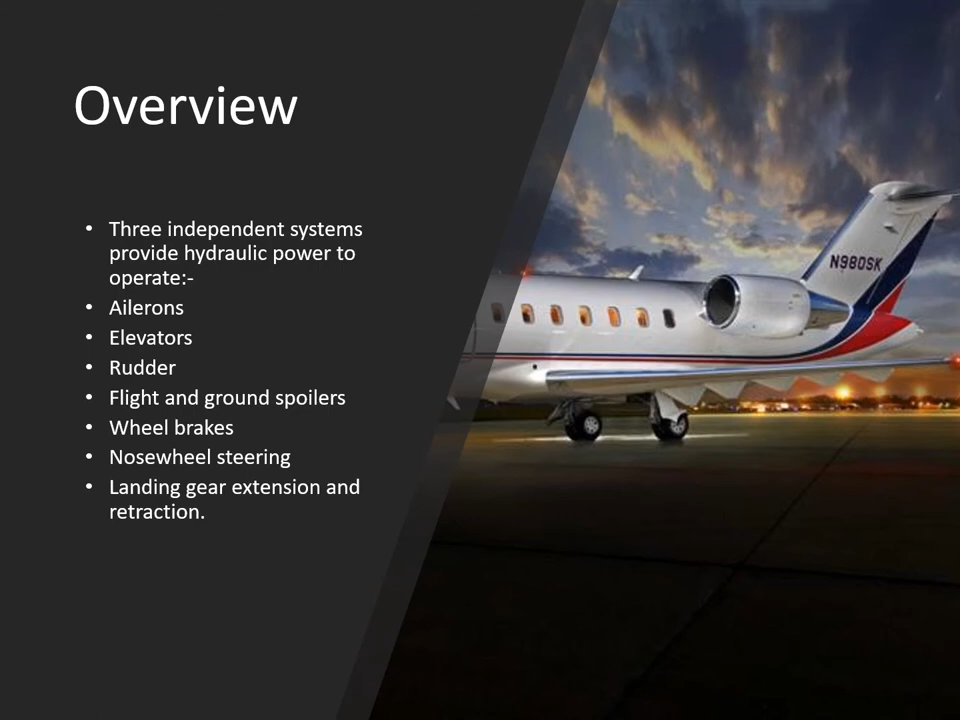 Overview
• Three independent systems
provide hydraulic power to
operate:-
• Ailerons
• Elevators
• Rudder
• Flight and ground spoilers
• Wheel brakes
• Nosewheel steering
• Landing gear extension and
retraction.
N980SK